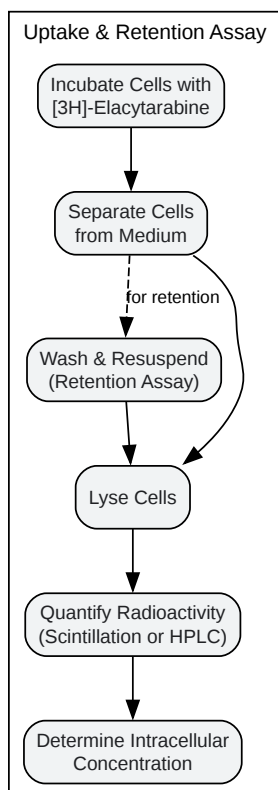 Uptake & Retention Assay
Incubate Cells with
[3H]-Elacytarabine
Separate Cells
from Medium
for retention
Wash & Resuspend
(Retention Assay)
Lyse Cells
Quantify Radioactivity
(Scintillation or HPLC)
Determine Intracellular
Concentration